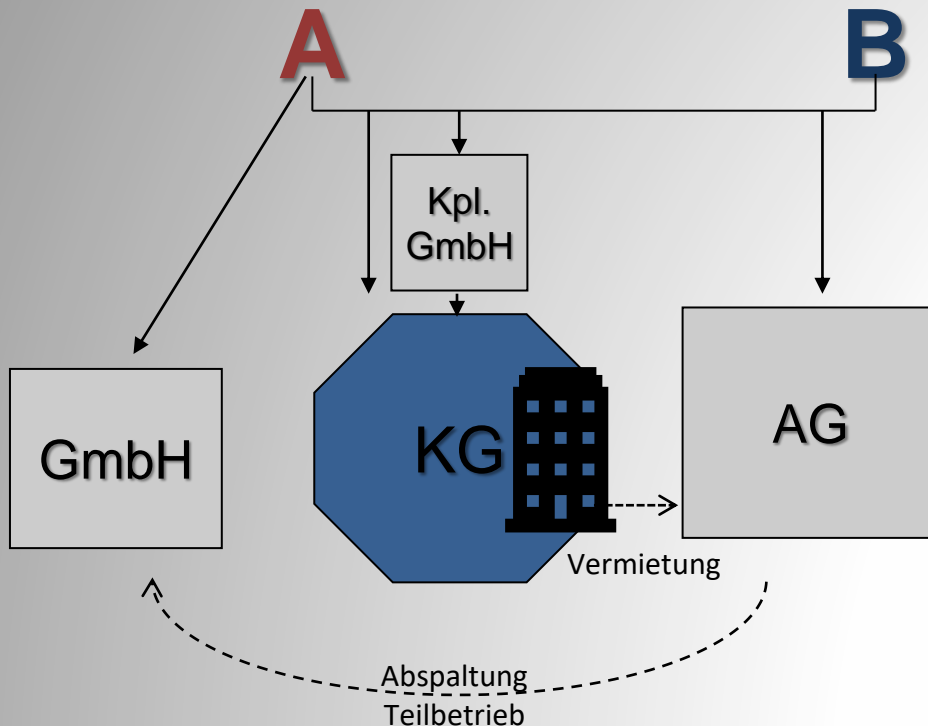 A
B
Kpl.
GmbH
GmbH
KG
AG
Vermietung
Abspaltung
Teilbetrieb